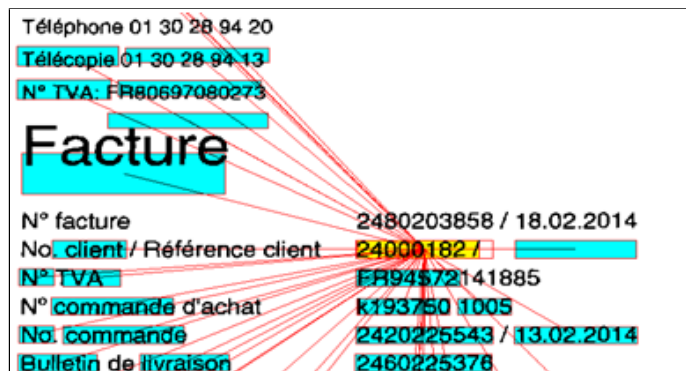 Téléphone 01 30 28 94 20
Télécopie 01 30 28 94 13
N° TVA: FR80697080273
Facture
N° facture 2480203858 / 18.02.2014
No. client / Référence client 24000182 /
N° TVA FR94572141885
N° commande d'achat k193750 1005
No. commande 2420225543 / 13.02.2014
Bulletin de livraison 2460225376